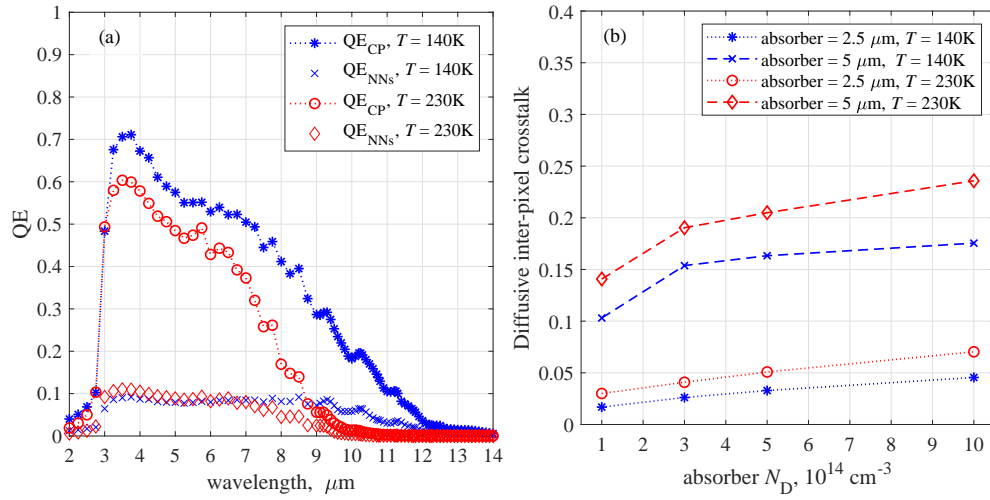 (a)
QE_CP, T = 140K
QE_NNs, T = 140K
QE_CP, T = 230K
QE_NNs, T = 230K
1
0.9
0.8
0.7
0.6
0.5
0.4
0.3
0.2
0.1
0
QE
2 3 4 5 6 7 8 9 10 11 12 13 14
wavelength, μm
(b)
absorber = 2.5 μm, T = 140K
absorber = 5 μm, T = 140K
absorber = 2.5 μm, T = 230K
absorber = 5 μm, T = 230K
0.4
0.35
0.3
0.25
0.2
0.15
0.1
0.05
0
Diffusive inter-pixel crosstalk
1 2 3 4 5 6 7 8 9 10
absorber N_D, 10^14 cm^-3